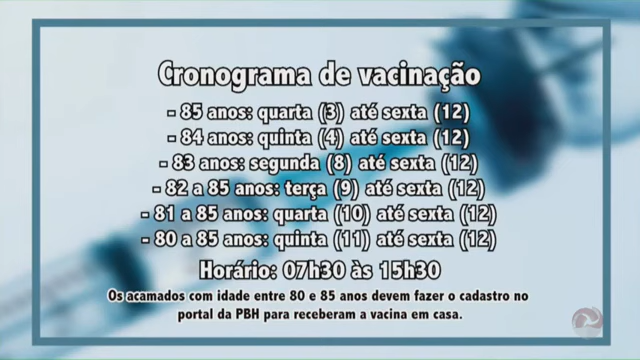 Cronograma de vacinação
- 85 anos: quarta (3) até sexta (12)
- 84 anos: quinta (4) até sexta (12)
- 83 anos: segunda (8) até sexta (12)
- 82 a 85 anos: terça (9) até sexta (12)
- 81 a 85 anos: quarta (10) até sexta (12)
- 80 a 85 anos: quinta (11) até sexta (12)
Horário: 07h30 às 15h30
Os acamados com idade entre 80 e 85 anos devem fazer o cadastro no
portal da PBH para receberam a vacina em casa.